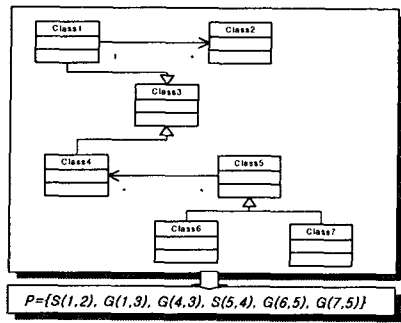 Class1
Class2
Class3
Class4
Class5
Class6
Class7
P={S(1,2), G(1,3), G(4,3), S(5,4), G(6,5), G(7,5)}